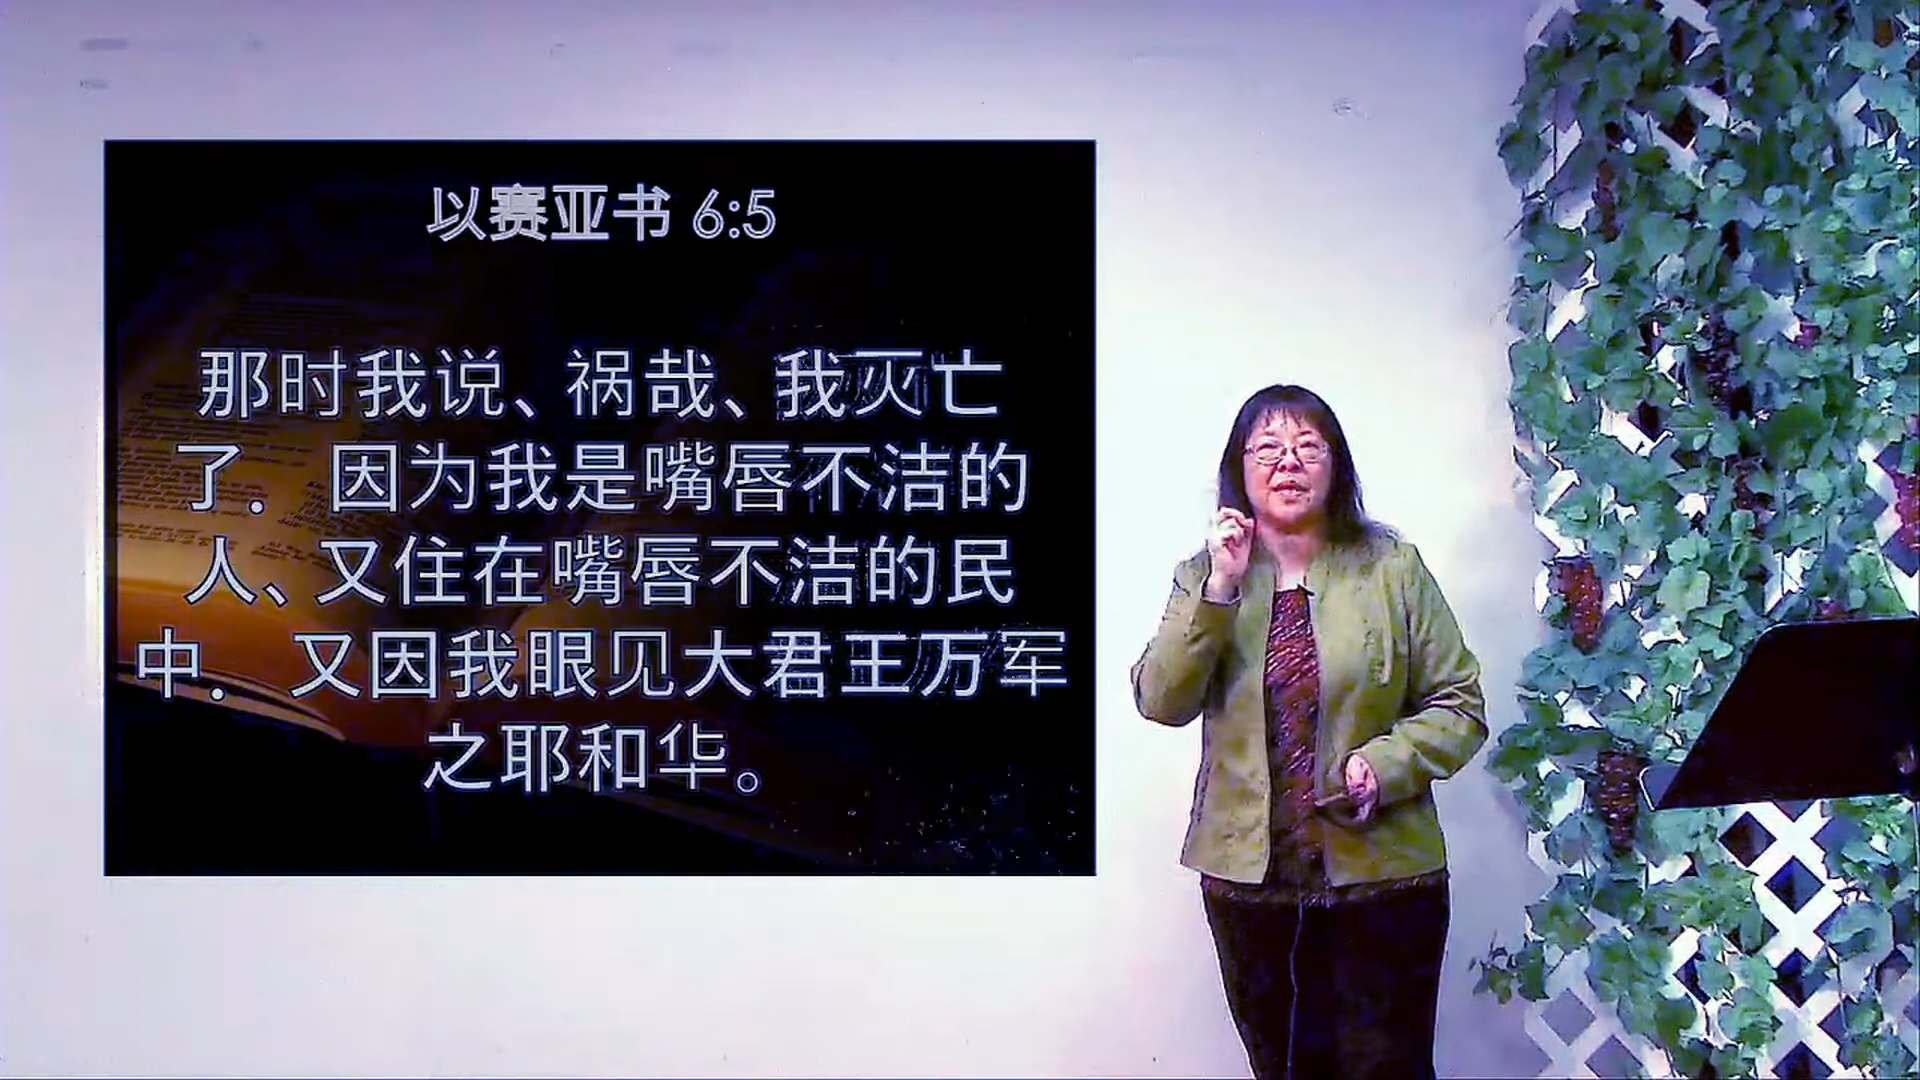 以赛亚书 6:5
那时我说、祸哉、我灭亡
了．因为我是嘴唇不洁的
人、又住在嘴唇不洁的民
中．又因我眼见大君王万军
之耶和华。